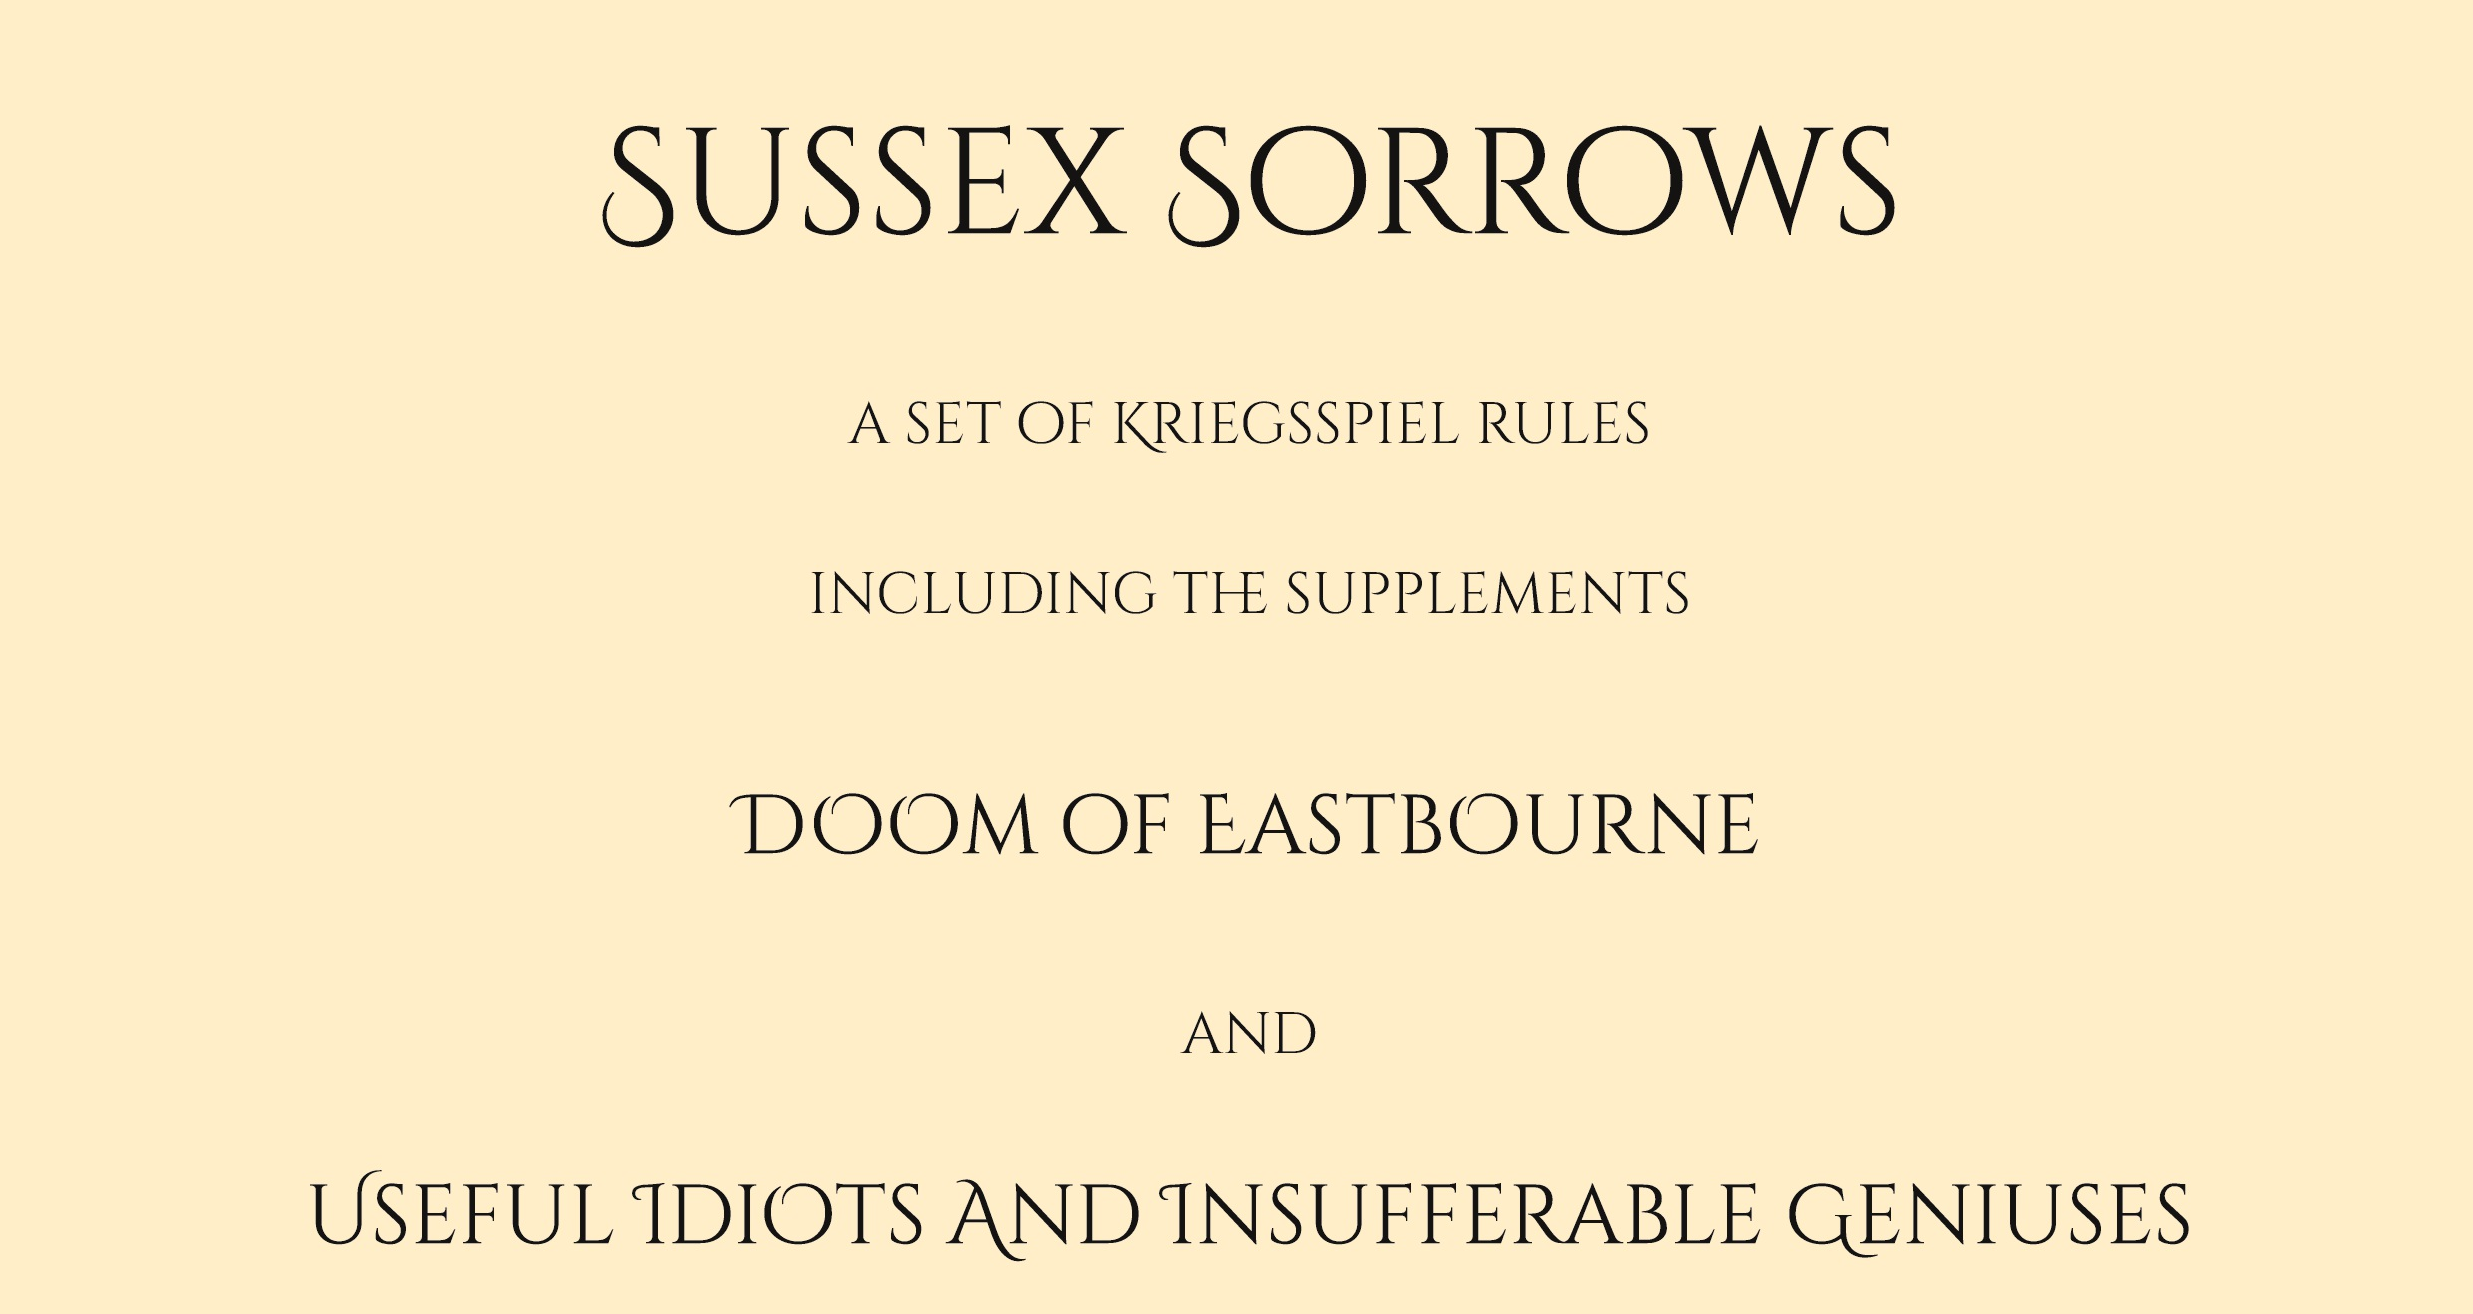 Sussex Sorrows
a set of Kriegsspiel rules
including the supplements
Doom of Eastbourne
and
Useful Idiots And Insufferable Geniuses